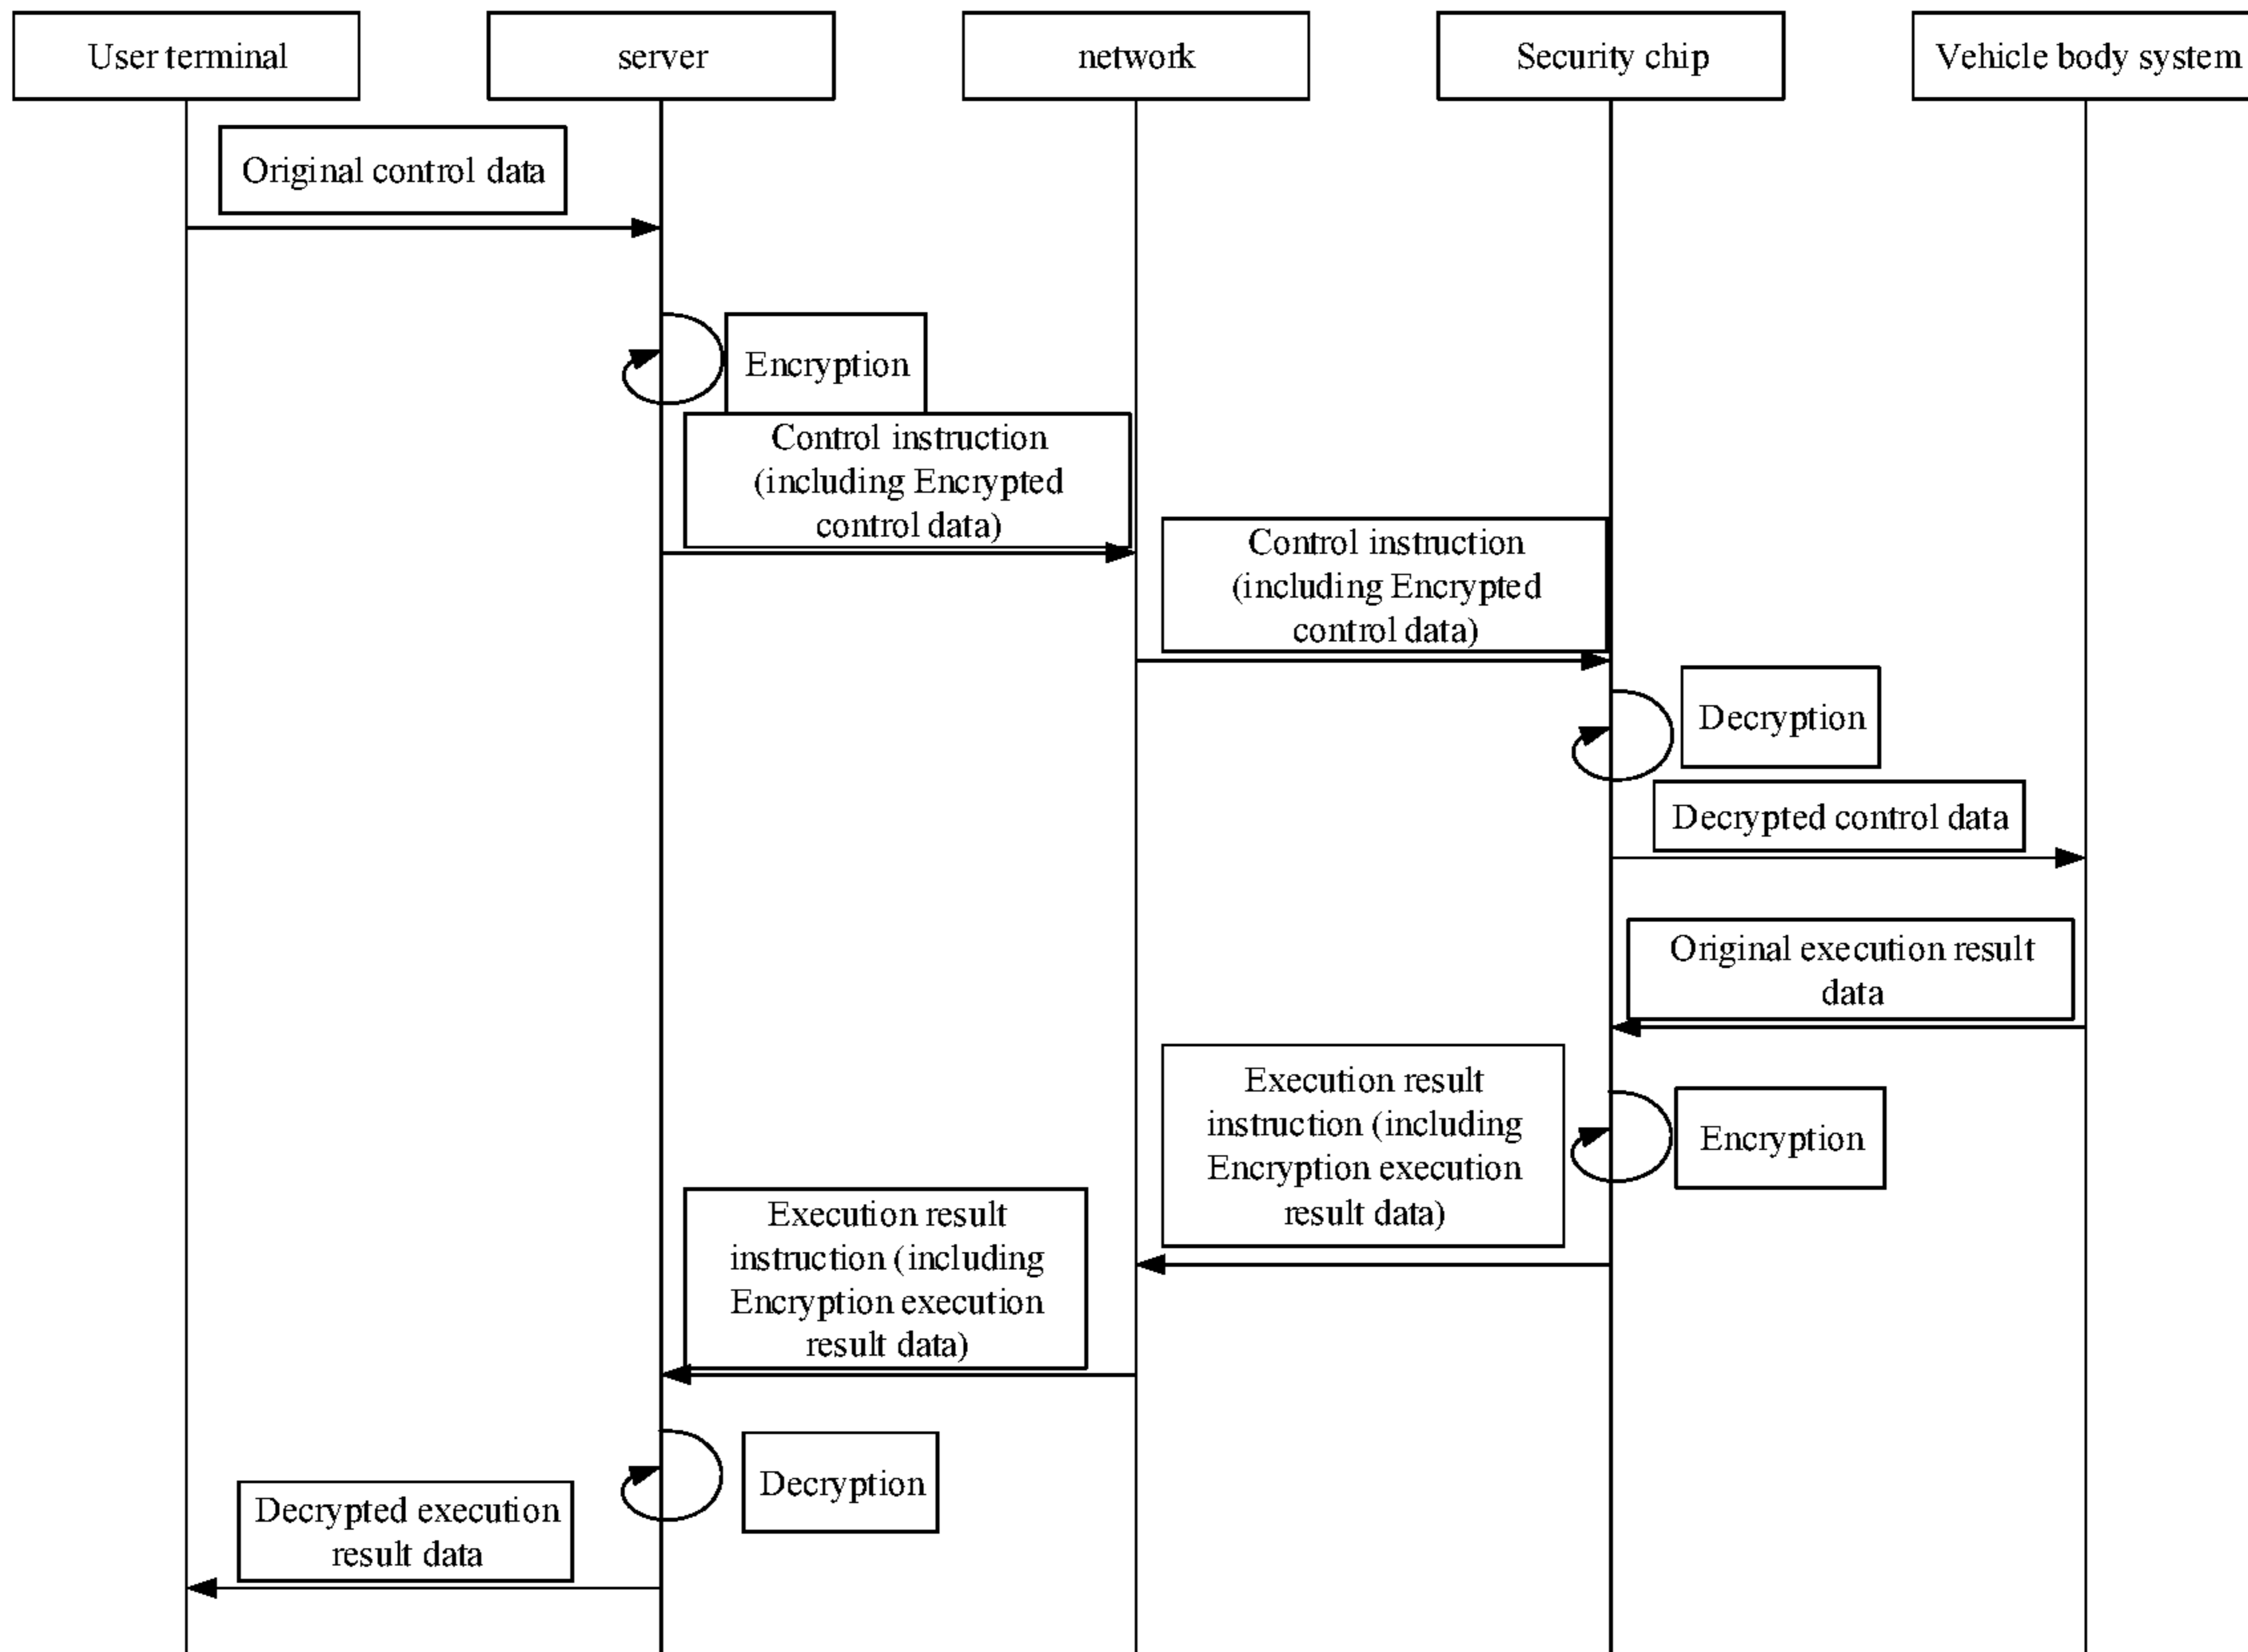 User terminal
server
network
Security chip
Vehicle body system
Original control data
Encryption
Control instruction
(including Encrypted
control data)
Control instruction
(including Encrypted
control data)
Decryption
Decrypted control data
Original execution result
data
Execution result
instruction (including
Encryption execution
result data)
Encryption
Execution result
instruction (including
Encryption execution
result data)
Decryption
Decrypted execution
result data